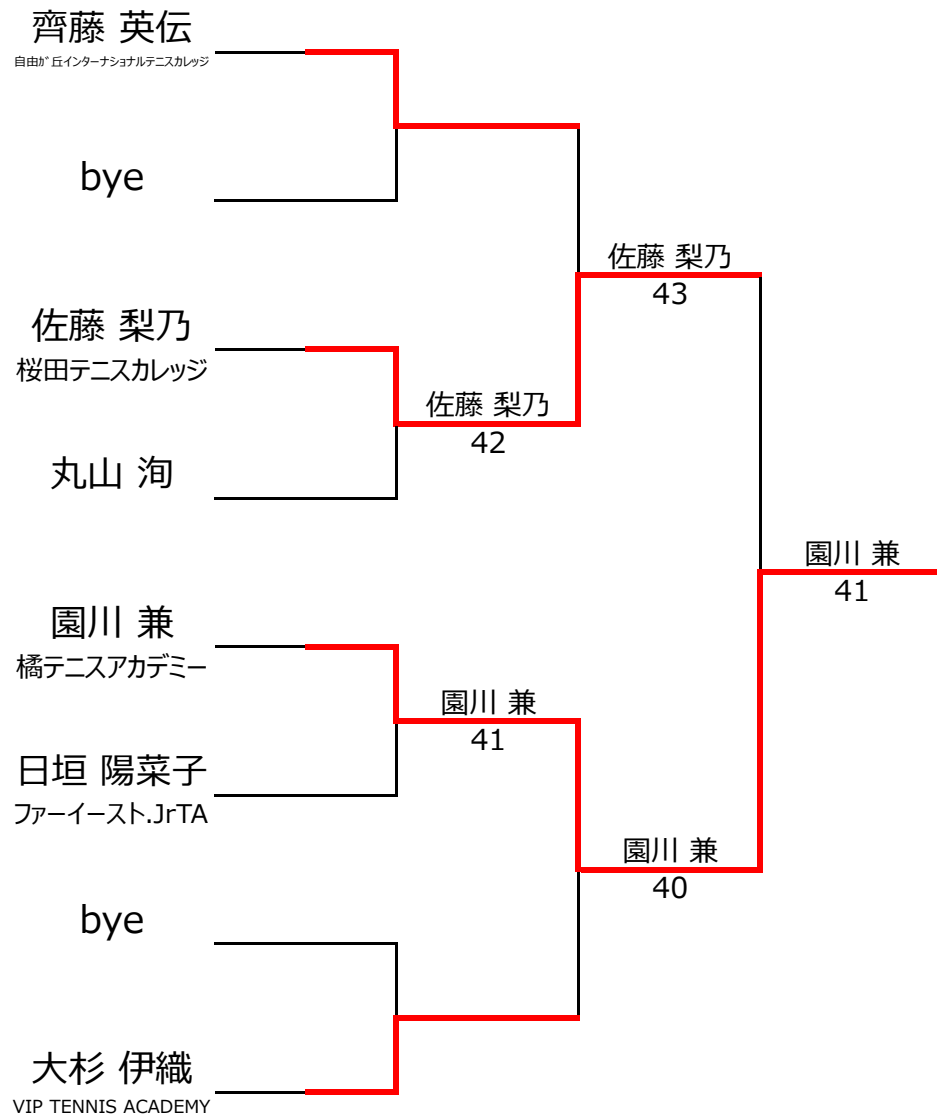 齊藤 英伝
自由が丘インターナショナルテニスカレッジ
bye
佐藤 梨乃
43
佐藤 梨乃
桜田テニスカレッジ
佐藤 梨乃
42
丸山 洵
園川 兼
41
園川 兼
橘テニスアカデミー
園川 兼
41
日垣 陽菜子
ファーイースト.JrTA
園川 兼
40
bye
大杉 伊織
VIP TENNIS ACADEMY